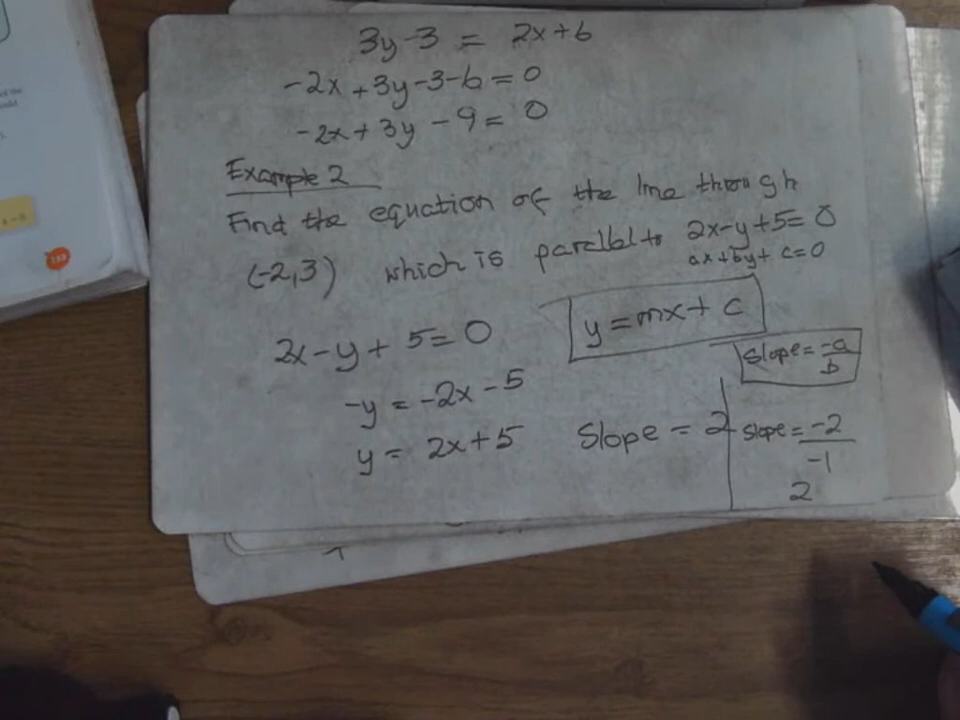 3y-3 = 2x+6
-2x+3y-3-6=0
-2x+3y-9=0
Example 2
Find the equation of the line through
(-2,3) which is parallel to 2x-y+5=0
ax+by+c=0
2x-y+5=0
y=mx+c
Slope=-a/b
-y=-2x-5
y=2x+5
Slope=2
Slope=-2/-1
2